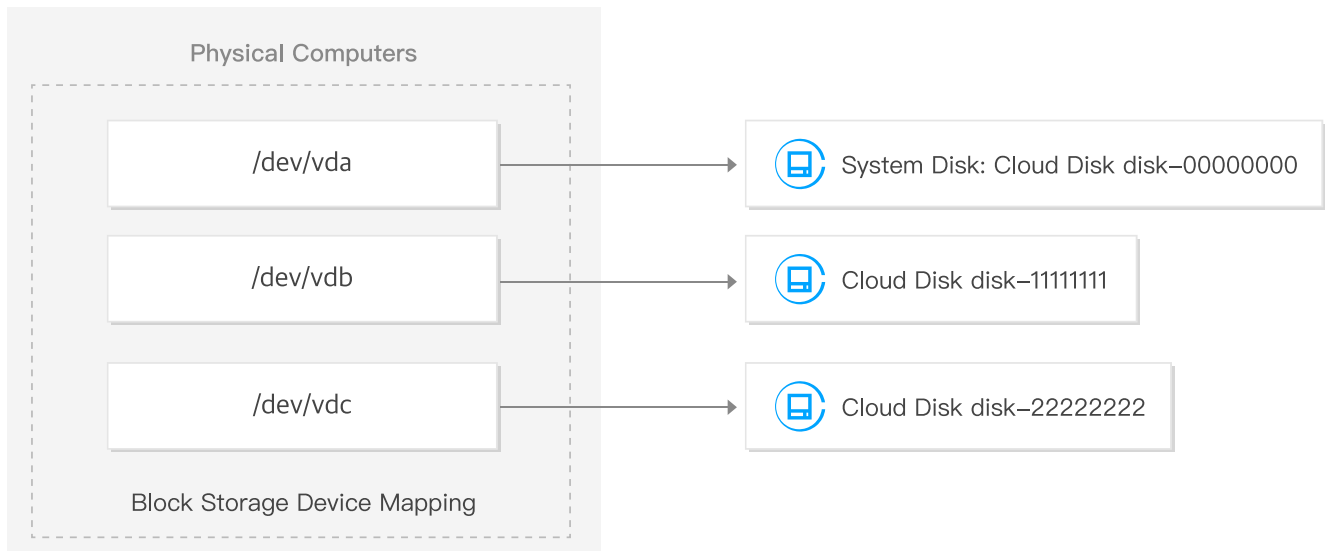 Physical Computers
/dev/vda
System Disk: Cloud Disk disk–00000000
/dev/vdb
Cloud Disk disk–11111111
/dev/vdc
Cloud Disk disk–22222222
Block Storage Device Mapping